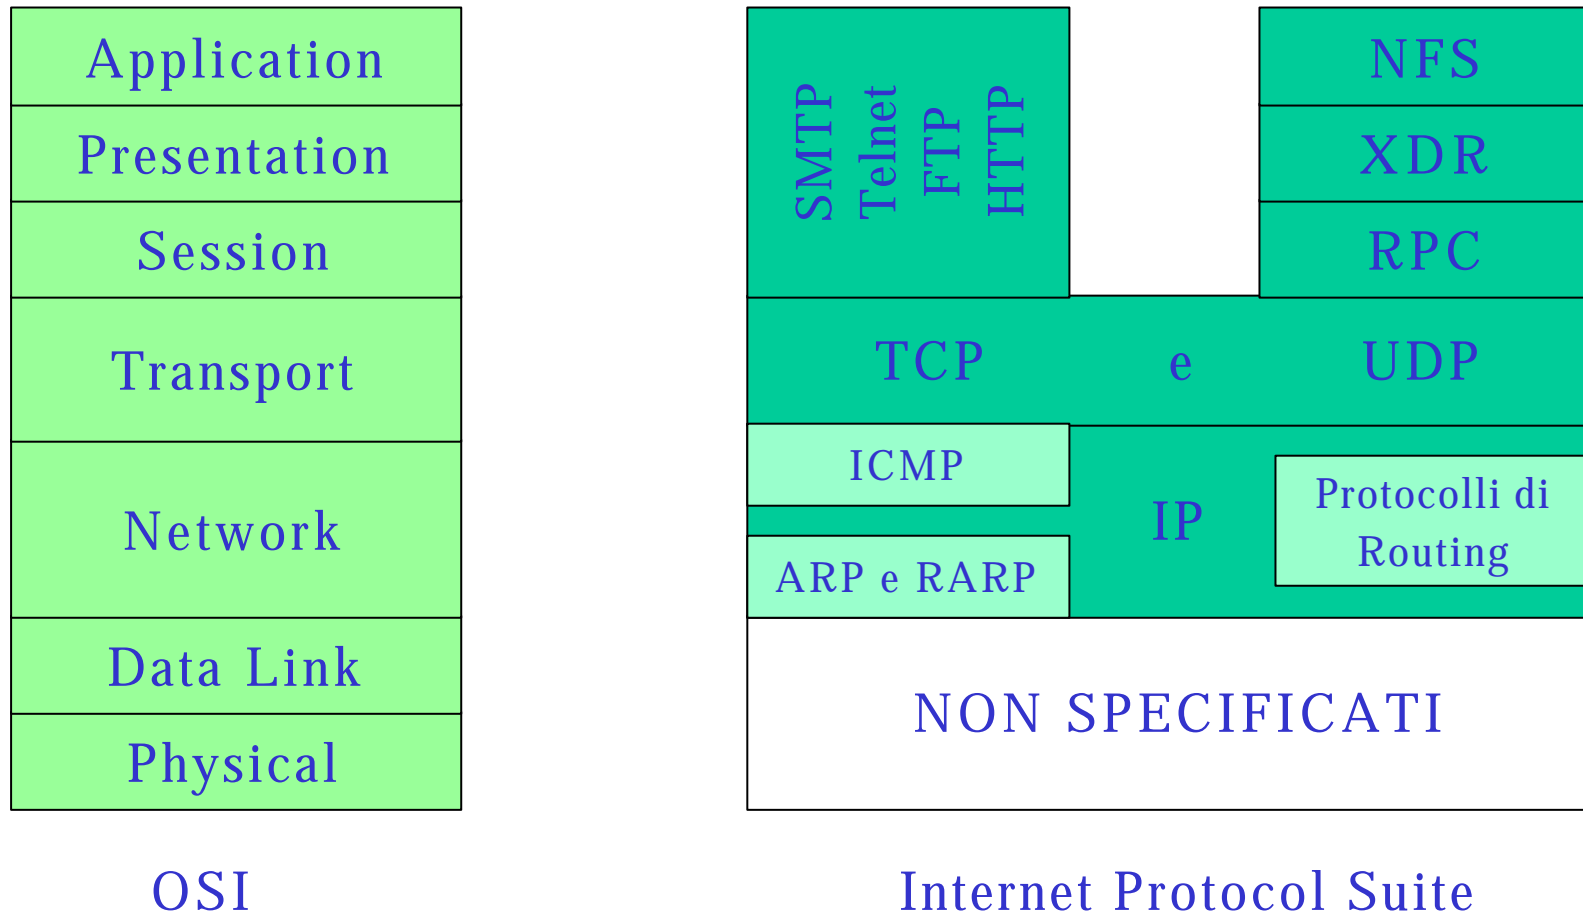 Application
Presentation
Session
Transport
Network
Data Link
Physical
OSI
SMTP
Telnet
FTP
HTTP
NFS
XDR
RPC
TCP e UDP
ICMP
ARP e RARP
IP
Protocolli di
Routing
NON SPECIFICATI
Internet Protocol Suite